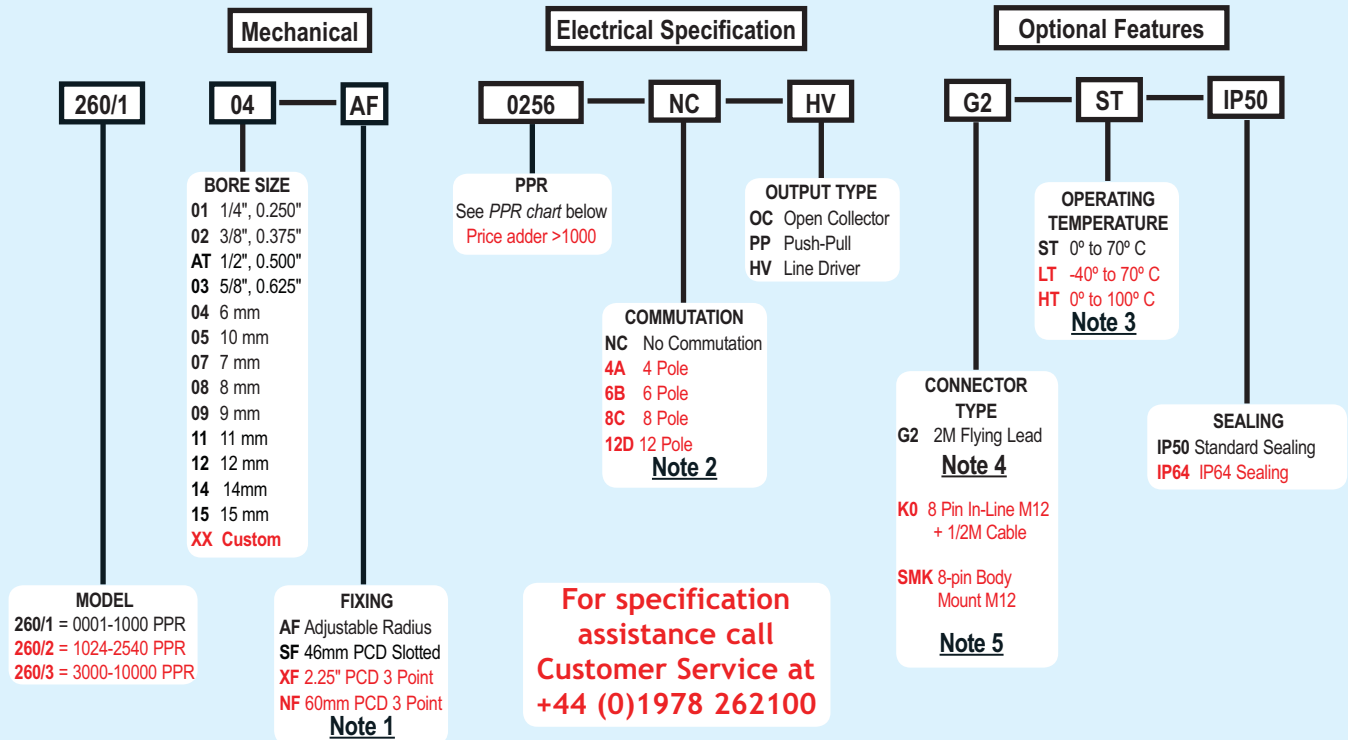 Mechanical
Electrical Specification
Optional Features
260/1
04
AF
0256
NC
HV
G2
ST
IP50
BORE SIZE
01 1/4", 0.250"
02 3/8", 0.375"
AT 1/2", 0.500"
03 5/8", 0.625"
04 6 mm
05 10 mm
07 7 mm
08 8 mm
09 9 mm
11 11 mm
12 12 mm
14 14mm
15 15 mm
XX Custom
PPR
See PPR chart below
Price adder >1000
OUTPUT TYPE
OC Open Collector
PP Push-Pull
HV Line Driver
OPERATING
TEMPERATURE
ST 0º to 70º C
LT -40º to 70º C
HT 0º to 100º C
Note 3
COMMUTATION
NC No Commutation
4A 4 Pole
6B 6 Pole
8C 8 Pole
12D 12 Pole
Note 2
CONNECTOR
TYPE
G2 2M Flying Lead
Note 4
K0 8 Pin In-Line M12
+ 1/2M Cable
SMK 8-pin Body
Mount M12
Note 5
SEALING
IP50 Standard Sealing
IP64 IP64 Sealing
MODEL
260/1 = 0001-1000 PPR
260/2 = 1024-2540 PPR
260/3 = 3000-10000 PPR
FIXING
AF Adjustable Radius
SF 46mm PCD Slotted
XF 2.25" PCD 3 Point
NF 60mm PCD 3 Point
Note 1
For specification
assistance call
Customer Service at
+44 (0)1978 262100